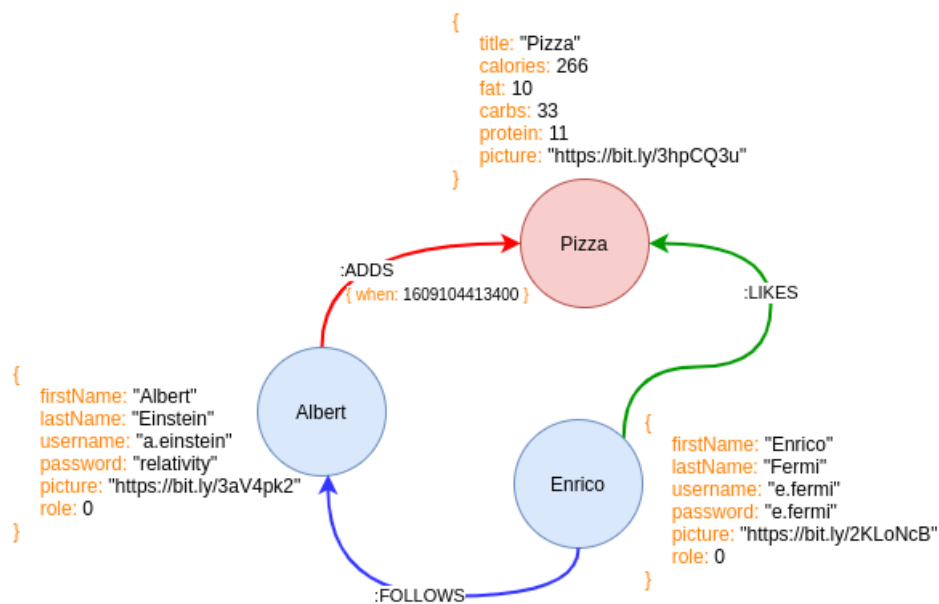 {
title: "Pizza"
calories: 266
fat: 10
carbs: 33
protein: 11
picture: "https://bit.ly/3hpCQ3u"
}
Pizza
:ADDS
{ when: 1609104413400 }
:LIKES
{
firstName: "Albert"
lastName: "Einstein"
username: "a.einstein"
password: "relativity"
picture: "https://bit.ly/3aV4pk2"
role: 0
}
Albert
Enrico
{
firstName: "Enrico"
lastName: "Fermi"
username: "e.fermi"
password: "e.fermi"
picture: "https://bit.ly/2KLoNcB"
role: 0
}
:FOLLOWS